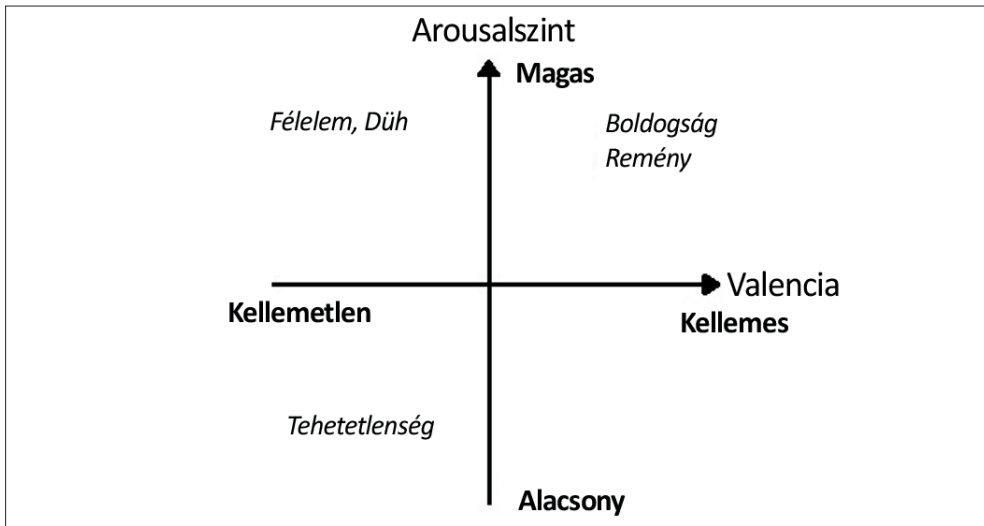 Arousalszint
Magas
Félelem, Düh
Boldogság
Remény
Valencia
Kellemetlen
Kellemes
Tehetetlenség
Alacsony